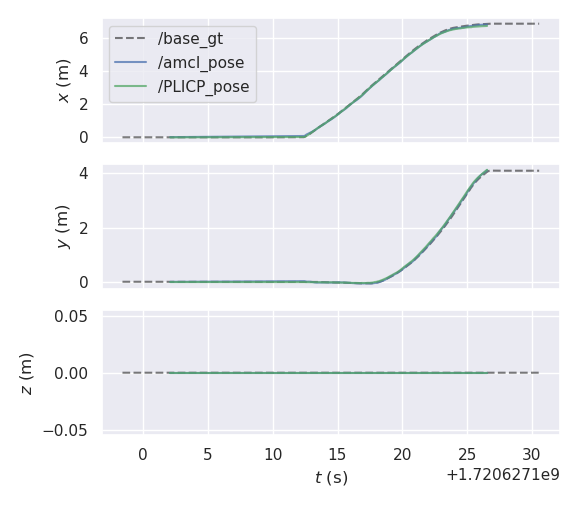 6
4
2
0
x (m)
/base_gt
/amcl_pose
/PLICP_pose
4
2
0
y (m)
0.05
0.00
−0.05
z (m)
0 5 10 15 20 25 30
t (s)
+1.7206271e9